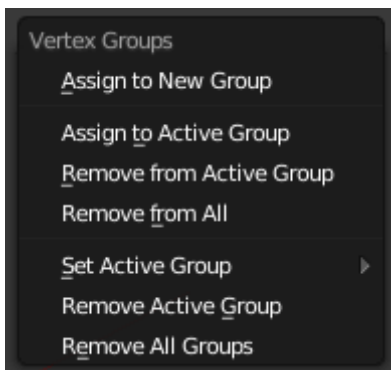 Vertex Groups
Assign to New Group
Assign to Active Group
Remove from Active Group
Remove from All
Set Active Group
Remove Active Group
Remove All Groups